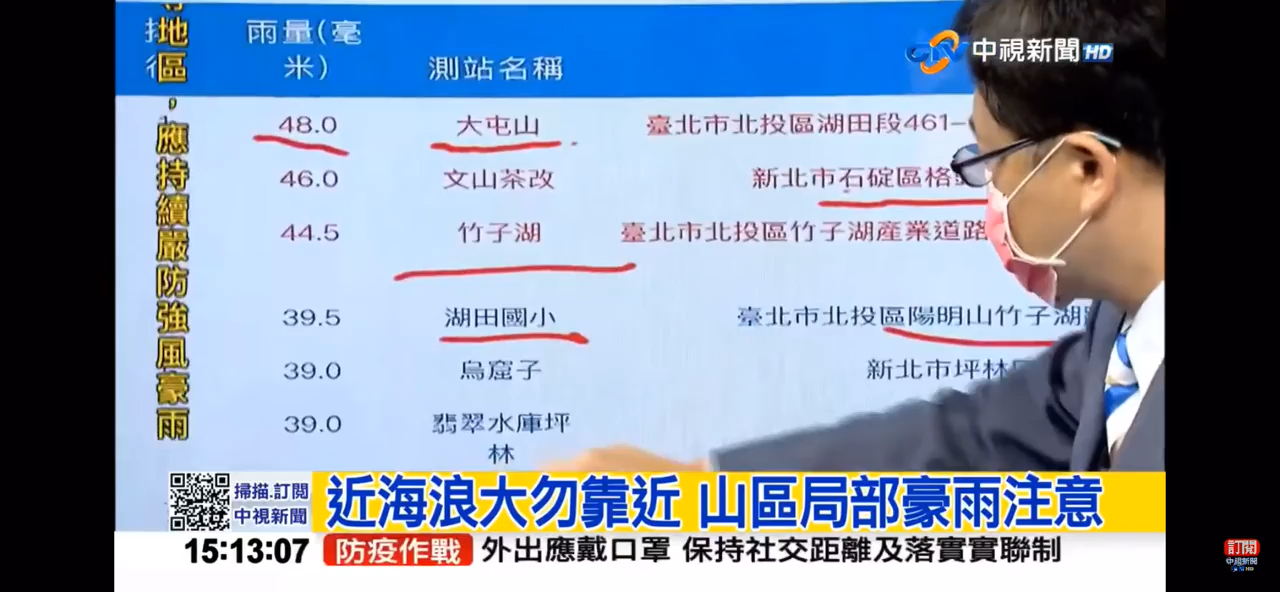 地區，應持續嚴防強風豪雨
雨量(毫
米)
測站名稱
中視新聞HD
48.0 大屯山 臺北市北投區湖田段461-
46.0 文山茶改 新北市石碇區格
44.5 竹子湖 臺北市北投區竹子湖產業道路
39.5 湖田國小 臺北市北投區陽明山竹子湖
39.0 烏窟子 新北市坪林
39.0 翡翠水庫坪
林
掃描.訂閱
中視新聞
近海浪大勿靠近 山區局部豪雨注意
15:13:07 防疫作戰 外出應戴口罩 保持社交距離及落實實聯制
訂閱
中視新聞
HD